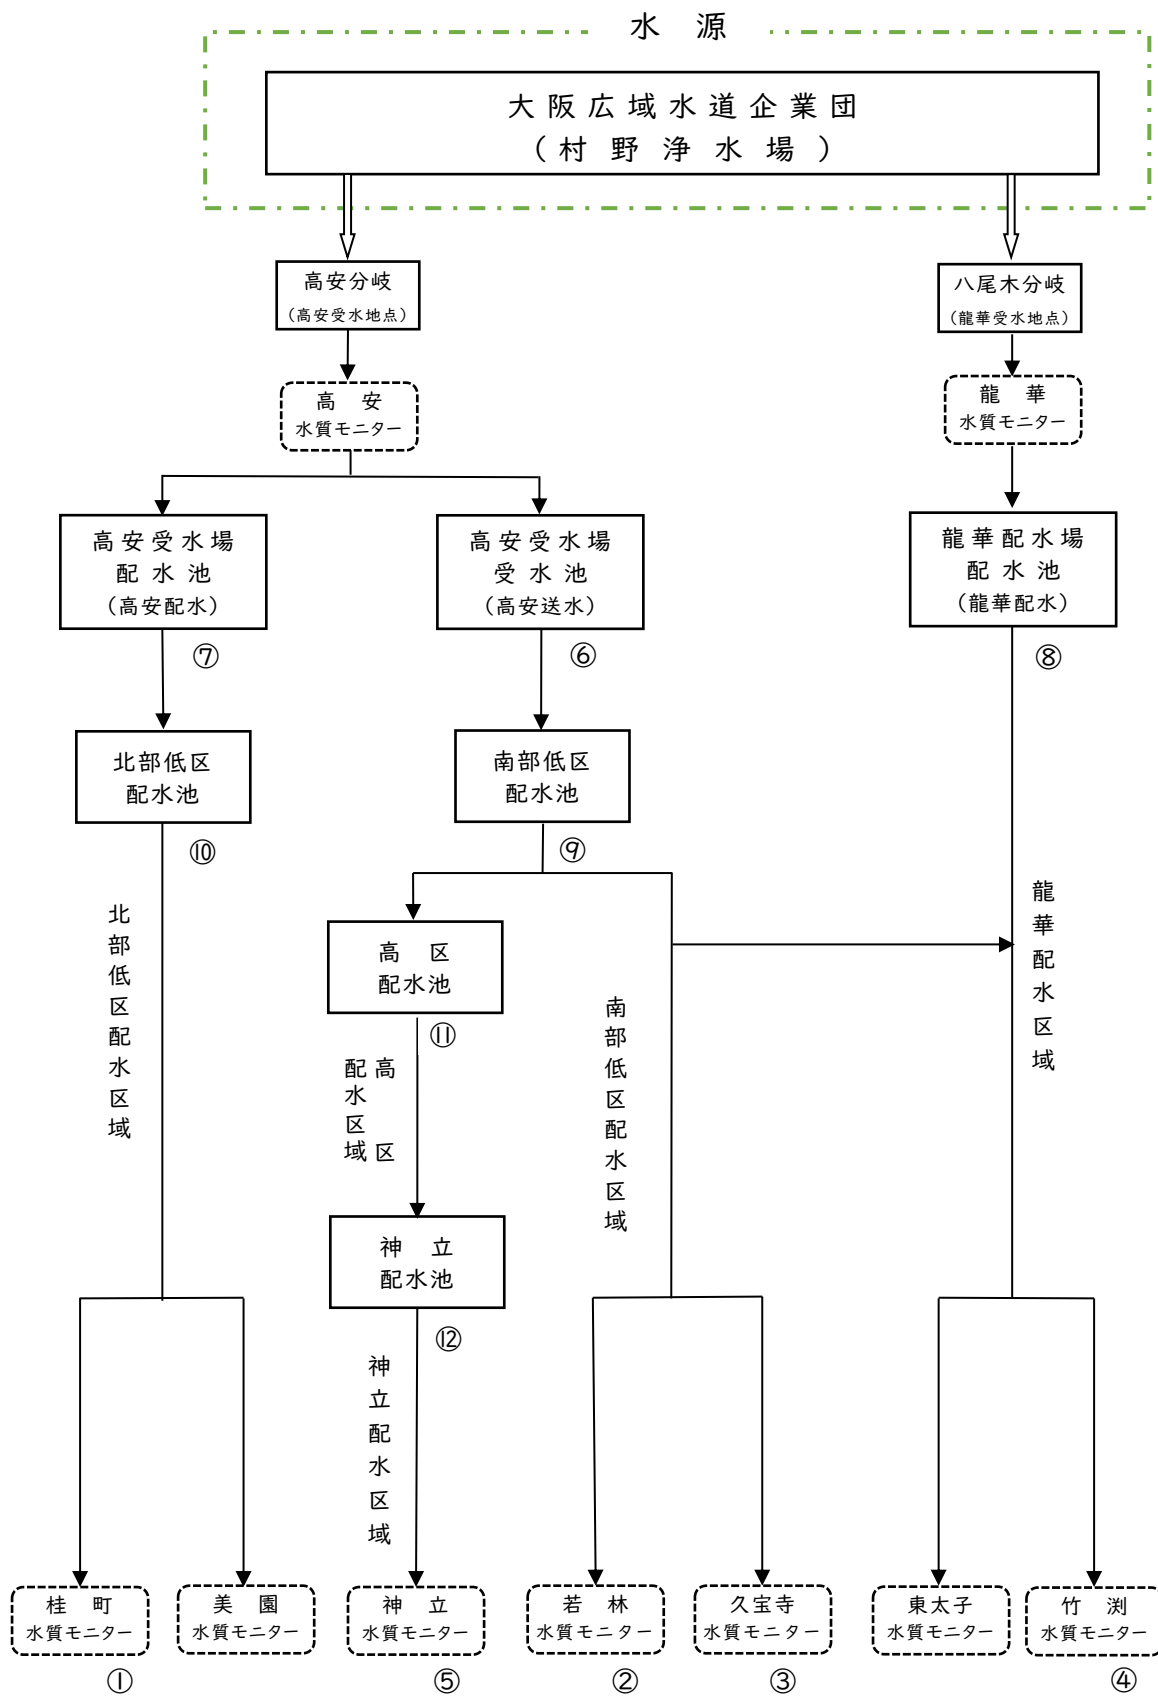 水 源
大阪広域水道企業団
(村野浄水場)
高安分岐
(高安受水地点)
八尾木分岐
(龍華受水地点)
高 安
水質モニター
龍 華
水質モニター
高安受水場
配水池
(高安配水)
⑦
高安受水場
受水池
(高安送水)
⑥
龍華配水場
配水池
(龍華配水)
⑧
北部低区
配水池
⑩
南部低区
配水池
⑨
北部低区配水区域
高 区
配水池
⑪
高 区
配水区域
南部低区配水区域
龍華配水区域
神 立
配水池
⑫
神立配水区域
桂 町
水質モニター
①
美 園
水質モニター
神 立
水質モニター
⑤
若 林
水質モニター
②
久宝寺
水質モニター
③
東太子
水質モニター
竹 渕
水質モニター
④